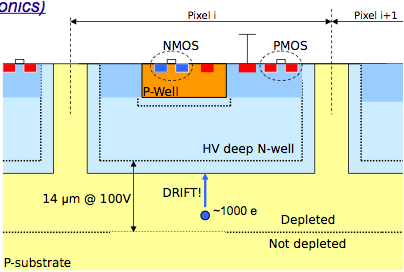 onics)
Pixel i
Pixel i+1
NMOS
PMOS
P-Well
HV deep N-well
14 µm @ 100V
DRIFT!
~1000 e
Depleted
Not depleted
P-substrate